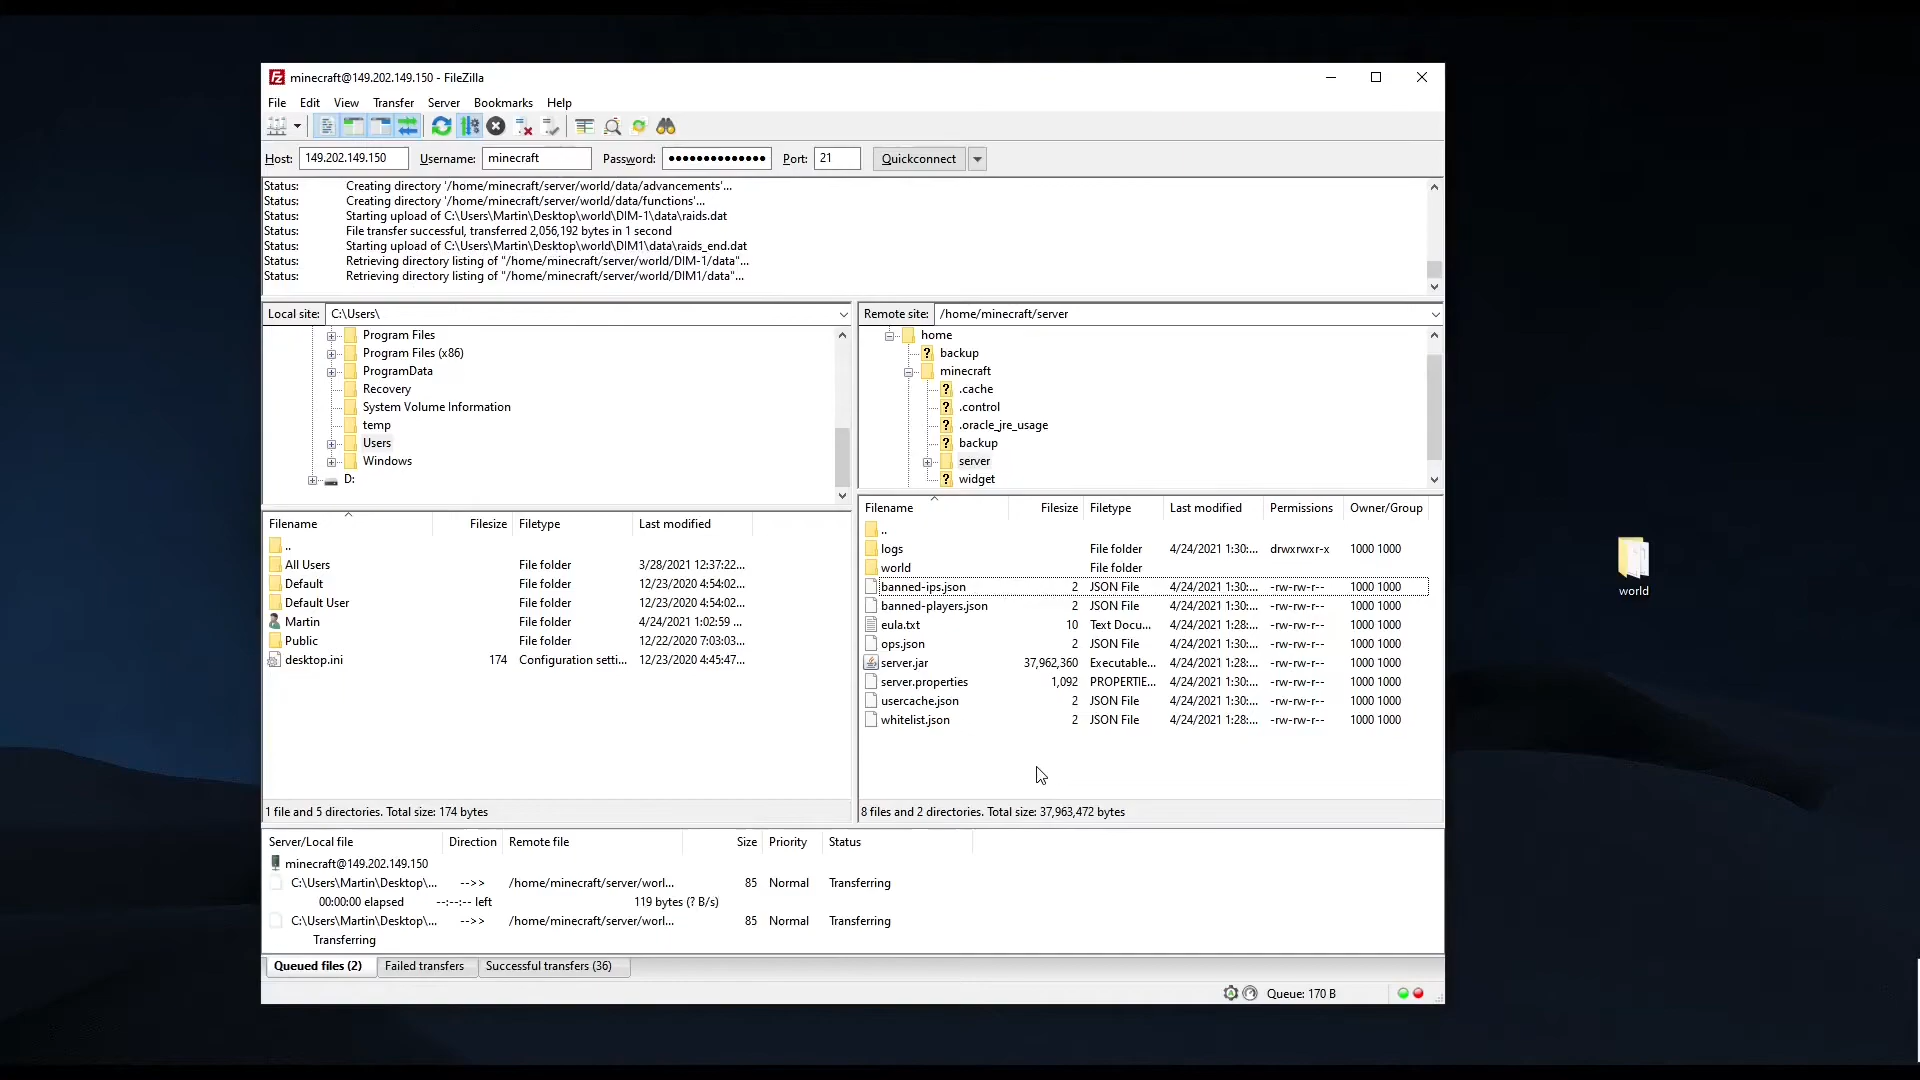 minecraft@149.202.149.150 - FileZilla
File Edit View Transfer Server Bookmarks Help
Host: 149.202.149.150 Username: minecraft Password: ●●●●●●●●●●●●●● Port: 21 Quickconnect
Status: Creating directory '/home/minecraft/server/world/data/advancements'...
Status: Creating directory '/home/minecraft/server/world/data/functions'...
Status: Starting upload of C:\Users\Martin\Desktop\world\DIM-1\data\raids.dat
Status: File transfer successful, transferred 2,056,192 bytes in 1 second
Status: Starting upload of C:\Users\Martin\Desktop\world\DIM1\data\raids_end.dat
Status: Retrieving directory listing of "/home/minecraft/server/world/DIM-1/data"...
Status: Retrieving directory listing of "/home/minecraft/server/world/DIM1/data"...
Local site: C:\Users\
Program Files
Program Files (x86)
ProgramData
Recovery
System Volume Information
temp
Users
Windows
D:
Filename Filesize Filetype Last modified
..
All Users File folder 3/28/2021 12:37:22...
Default File folder 12/23/2020 4:54:02...
Default User File folder 12/23/2020 4:54:02...
Martin File folder 4/24/2021 1:02:59 ...
Public File folder 12/22/2020 7:03:03...
desktop.ini 174 Configuration setti... 12/23/2020 4:45:47...
1 file and 5 directories. Total size: 174 bytes
Remote site: /home/minecraft/server
home
? backup
minecraft
? .cache
? .control
? .oracle_jre_usage
? backup
server
? widget
Filename Filesize Filetype Last modified Permissions Owner/Group
..
logs File folder 4/24/2021 1:30:... drwxrwxr-x 1000 1000
world File folder
banned-ips.json 2 JSON File 4/24/2021 1:30:... -rw-rw-r-- 1000 1000
banned-players.json 2 JSON File 4/24/2021 1:30:... -rw-rw-r-- 1000 1000
eula.txt 10 Text Docu... 4/24/2021 1:28:... -rw-rw-r-- 1000 1000
ops.json 2 JSON File 4/24/2021 1:30:... -rw-rw-r-- 1000 1000
server.jar 37,962,360 Executable... 4/24/2021 1:28:... -rw-rw-r-- 1000 1000
server.properties 1,092 PROPERTIE... 4/24/2021 1:30:... -rw-rw-r-- 1000 1000
usercache.json 2 JSON File 4/24/2021 1:30:... -rw-rw-r-- 1000 1000
whitelist.json 2 JSON File 4/24/2021 1:28:... -rw-rw-r-- 1000 1000
8 files and 2 directories. Total size: 37,963,472 bytes
world
Server/Local file Direction Remote file Size Priority Status
minecraft@149.202.149.150
C:\Users\Martin\Desktop\... -->> /home/minecraft/server/worl... 85 Normal Transferring
00:00:00 elapsed --:--:-- left 119 bytes (? B/s)
C:\Users\Martin\Desktop\... -->> /home/minecraft/server/worl... 85 Normal Transferring
Transferring
Queued files (2) Failed transfers Successful transfers (36)
Queue: 170 B